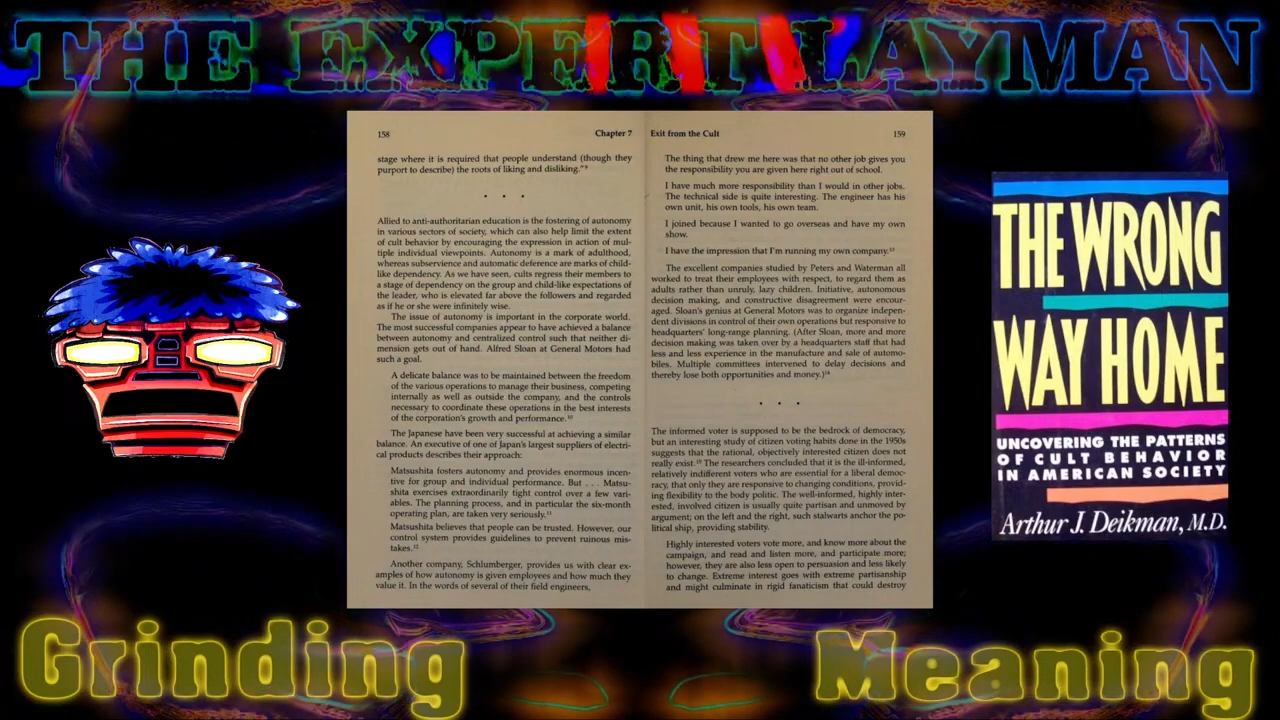 THE EXPERT LAYMAN
158
Chapter 7
stage where it is required that people understand (though they
purport to describe) the roots of liking and disliking."9
. . .
Allied to anti-authoritarian education is the fostering of autonomy
in various sectors of society, which can also help limit the extent
of cult behavior by encouraging the expression in action of mul-
tiple individual viewpoints. Autonomy is a mark of adulthood,
whereas subservience and automatic deference are marks of child-
like dependency. As we have seen, cults regress their members to
a stage of dependency on the group and child-like expectations of
the leader, who is elevated far above the followers and regarded
as if he or she were infinitely wise.
The issue of autonomy is important in the corporate world.
The most successful companies appear to have achieved a balance
between autonomy and centralized control such that neither di-
mension gets out of hand. Alfred Sloan at General Motors had
such a goal.
A delicate balance was to be maintained between the freedom
of the various operations to manage their business, competing
internally as well as outside the company, and the controls
necessary to coordinate these operations in the best interests
of the corporation's growth and performance.10
The Japanese have been very successful at achieving a similar
balance. An executive of one of Japan's largest suppliers of electri-
cal products describes their approach:
Matsushita fosters autonomy and provides enormous incen-
tive for group and individual performance. But . . . Matsu-
shita exercises extraordinarily tight control over a few vari-
ables. The planning process, and in particular the six-month
operating plan, are taken very seriously.11
Matsushita believes that people can be trusted. However, our
control system provides guidelines to prevent ruinous mis-
takes.12
Another company, Schlumberger, provides us with clear ex-
amples of how autonomy is given employees and how much they
value it. In the words of several of their field engineers,
Exit from the Cult
159
The thing that drew me here was that no other job gives you
the responsibility you are given here right out of school.
I have much more responsibility than I would in other jobs.
The technical side is quite interesting. The engineer has his
own unit, his own tools, his own team.
I joined because I wanted to go overseas and have my own
show.
I have the impression that I'm running my own company.13
The excellent companies studied by Peters and Waterman all
worked to treat their employees with respect, to regard them as
adults rather than unruly, lazy children. Initiative, autonomous
decision making, and constructive disagreement were encour-
aged. Sloan's genius at General Motors was to organize indepen-
dent divisions in control of their own operations but responsive to
headquarters' long-range planning. (After Sloan, more and more
decision making was taken over by a headquarters staff that had
less and less experience in the manufacture and sale of automo-
biles. Multiple committees intervened to delay decisions and
thereby lose both opportunities and money.)14
. . .
The informed voter is supposed to be the bedrock of democracy,
but an interesting study of citizen voting habits done in the 1950s
suggests that the rational, objectively interested citizen does not
really exist.15 The researchers concluded that it is the ill-informed,
relatively indifferent voters who are essential for a liberal democ-
racy, that only they are responsive to changing conditions, provid-
ing flexibility to the body politic. The well-informed, highly inter-
ested, involved citizen is usually quite partisan and unmoved by
argument; on the left and the right, such stalwarts anchor the po-
litical ship, providing stability.
Highly interested voters vote more, and know more about the
campaign, and read and listen more, and participate more;
however, they are also less open to persuasion and less likely
to change. Extreme interest goes with extreme partisanship
and might culminate in rigid fanaticism that could destroy
THE WRONG
WAY HOME
UNCOVERING THE PATTERNS
OF CULT BEHAVIOR
IN AMERICAN SOCIETY
Arthur J. Deikman, M.D.
Grinding
Meaning